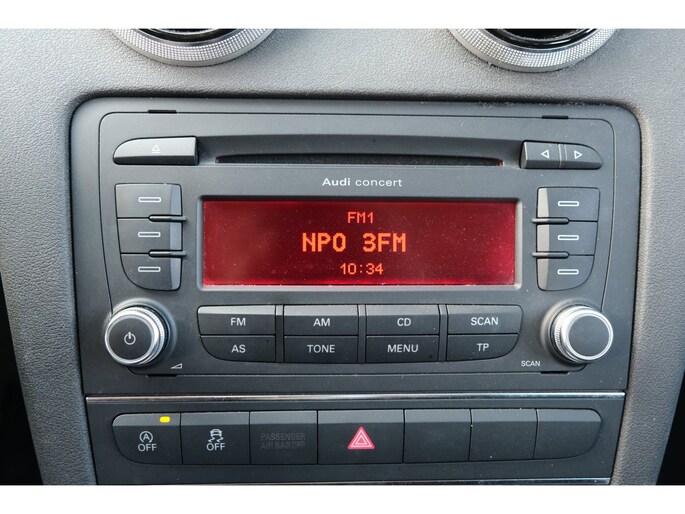 Audi concert
FM1
NPO 3FM
10:34
FM AM CD SCAN
AS TONE MENU TP
SCAN
OFF OFF PASSENGER
AIR BAG OFF